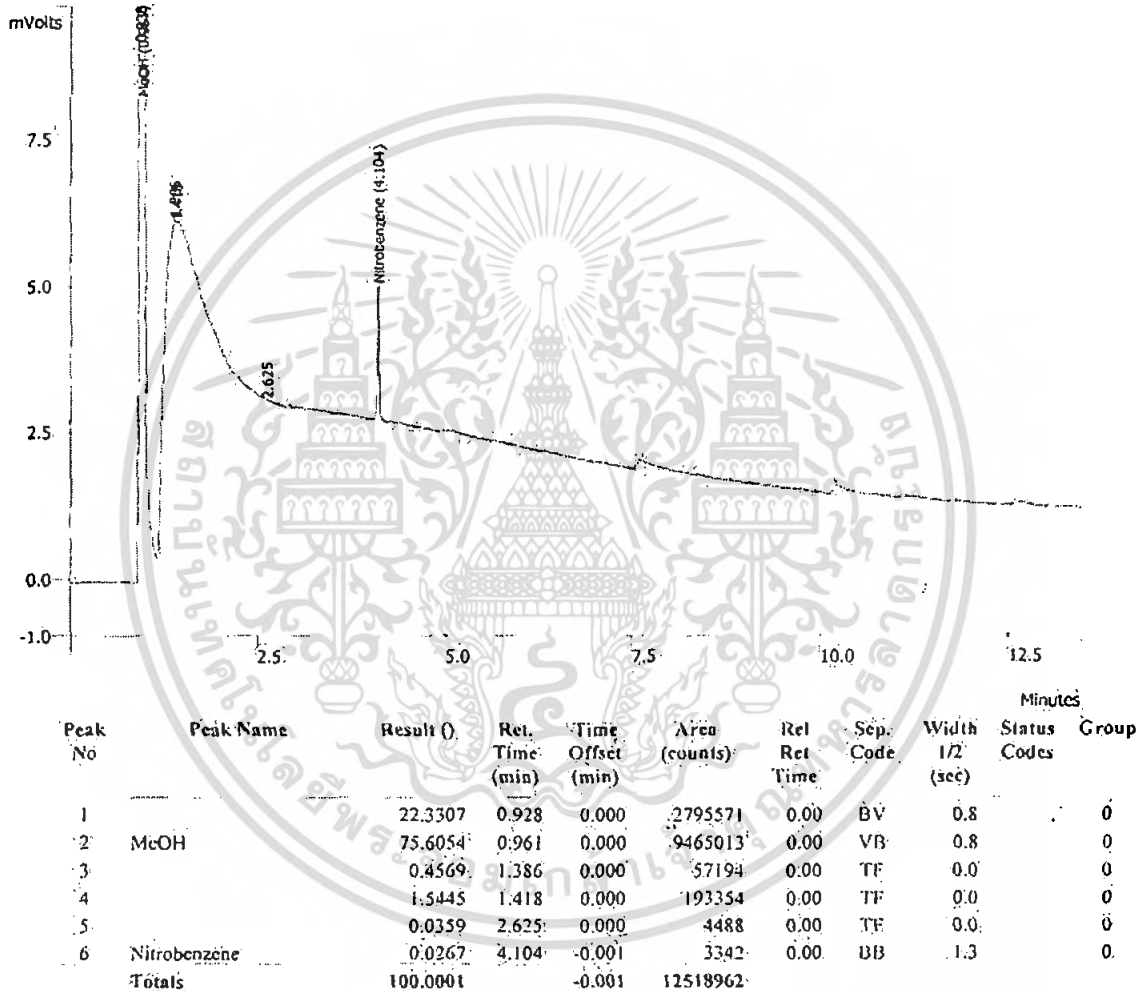 mVolts
7.5
5.0
2.5
0.0
-1.0
2.625
Nitrobenzene (4.104)
2.5
5.0
7.5
10.0
12.5
Minutes
Peak No Peak Name Result () Ret. Time (min) Time Offset (min) Area (counts) Rel Ret Time Sep. Code Width 1/2 (sec) Status Codes Group
1 22.3307 0.928 0.000 2795571 0.00 BV 0.8 0
2 MeOH 75.6054 0.961 0.000 9465013 0.00 VB 0.8 0
3 0.4569 1.386 0.000 57194 0.00 TF 0.0 0
4 1.5445 1.418 0.000 193354 0.00 TF 0.0 0
5 0.0359 2.625 0.000 4488 0.00 TF 0.0 0
6 Nitrobenzene 0.0267 4.104 -0.001 3342 0.00 BB 1.3 0
Totals 100.0001 -0.001 12518962